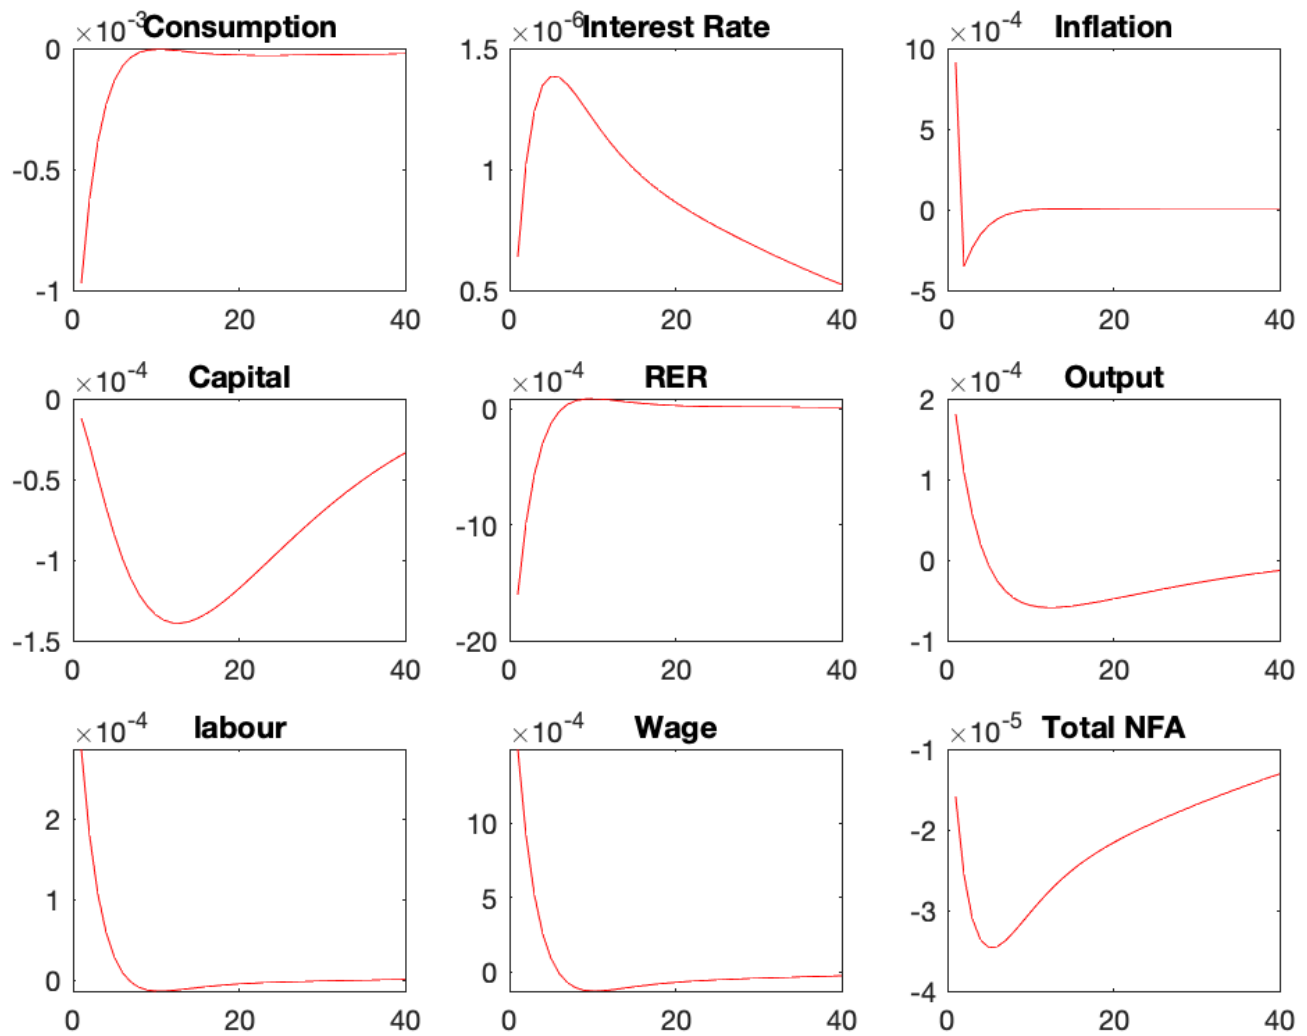 ×10-3 Consumption
0
-0.5
-1
0 20 40
×10-6 Interest Rate
1.5
1
0.5
0 20 40
×10-4 Inflation
10
5
0
-5
0 20 40
×10-4 Capital
0
-0.5
-1
-1.5
0 20 40
×10-4 RER
0
-10
-20
0 20 40
×10-4 Output
2
1
0
-1
0 20 40
×10-4 labour
2
1
0
0 20 40
×10-4 Wage
10
5
0
0 20 40
×10-5 Total NFA
-1
-2
-3
-4
0 20 40